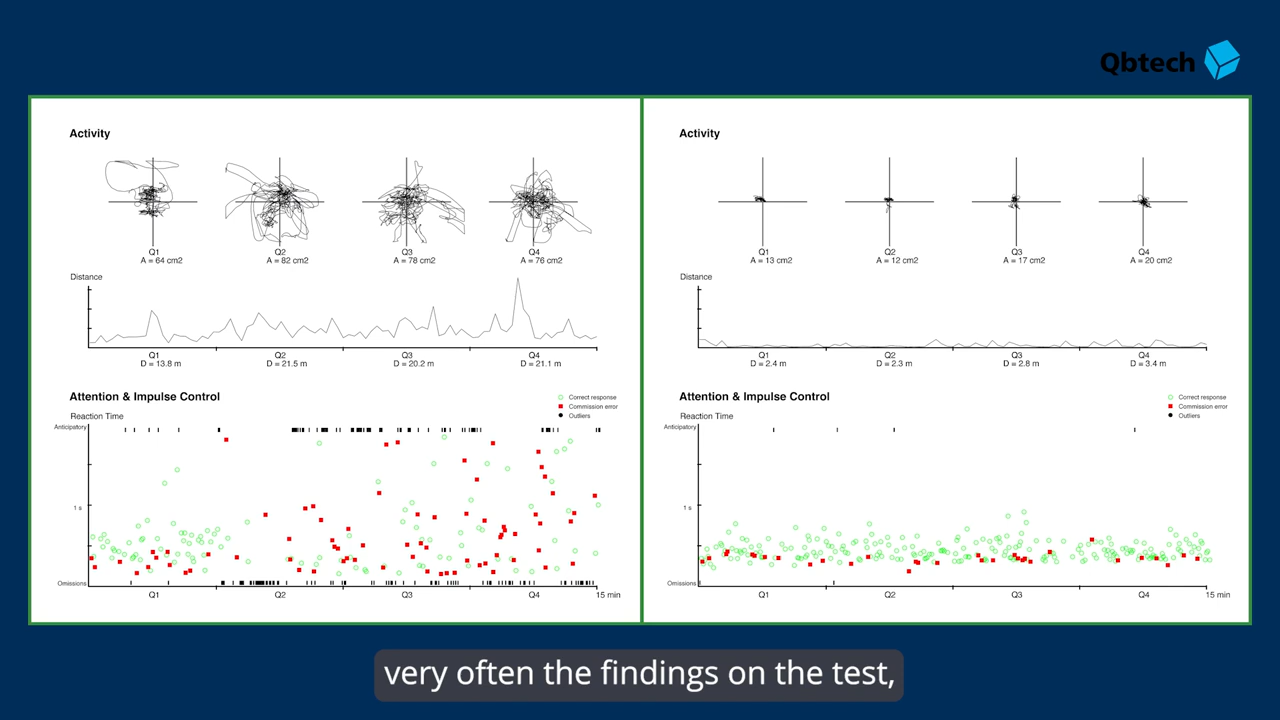 Qbtech
Activity
Q1 Q2 Q3 Q4
A = 64 cm2 A = 82 cm2 A = 78 cm2 A = 76 cm2
Distance
Q1 Q2 Q3 Q4
D = 13.8 m D = 21.5 m D = 20.2 m D = 21.1 m
Attention & Impulse Control
Reaction Time
Correct response
Commission error
Outliers
Anticipatory
1 s
Omissions
Q1 Q2 Q3 Q4 15 min
Activity
Q1 Q2 Q3 Q4
A = 13 cm2 A = 12 cm2 A = 17 cm2 A = 20 cm2
Distance
Q1 Q2 Q3 Q4
D = 2.4 m D = 2.3 m D = 2.8 m D = 3.4 m
Attention & Impulse Control
Reaction Time
Correct response
Commission error
Outliers
Anticipatory
1 s
Omissions
Q1 Q2 Q3 Q4 15 min
very often the findings on the test,